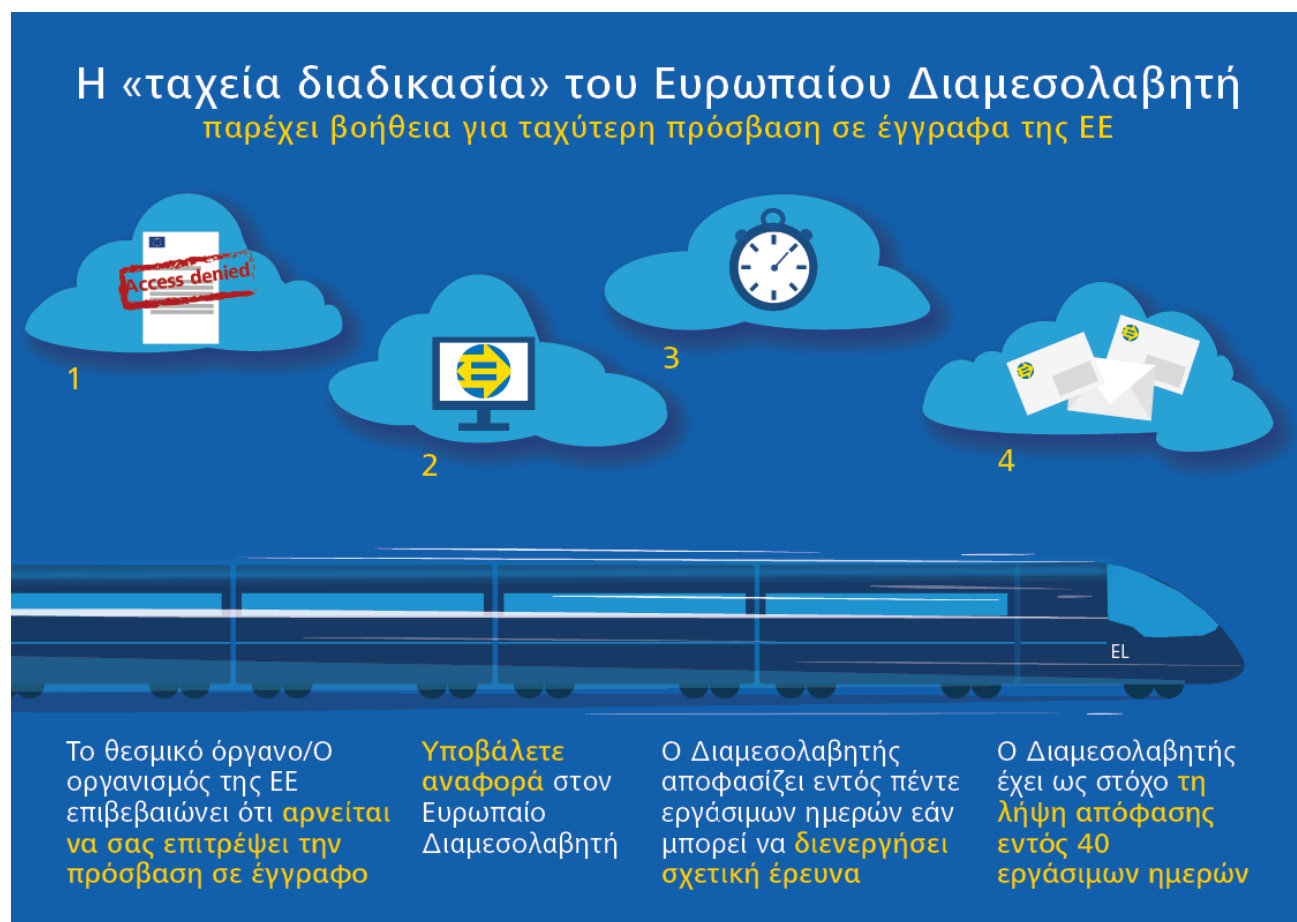 Η «ταχεία διαδικασία» του Ευρωπαίου Διαμεσολαβητή
παρέχει βοήθεια για ταχύτερη πρόσβαση σε έγγραφα της ΕΕ
Access denied
1
2
3
4
EL
Το θεσμικό όργανο/Ο
οργανισμός της ΕΕ
επιβεβαιώνει ότι αρνείται
να σας επιτρέψει την
πρόσβαση σε έγγραφο
Υποβάλετε
αναφορά στον
Ευρωπαίο
Διαμεσολαβητή
Ο Διαμεσολαβητής
αποφασίζει εντός πέντε
εργάσιμων ημερών εάν
μπορεί να διενεργήσει
σχετική έρευνα
Ο Διαμεσολαβητής
έχει ως στόχο τη
λήψη απόφασης
εντός 40
εργάσιμων ημερών